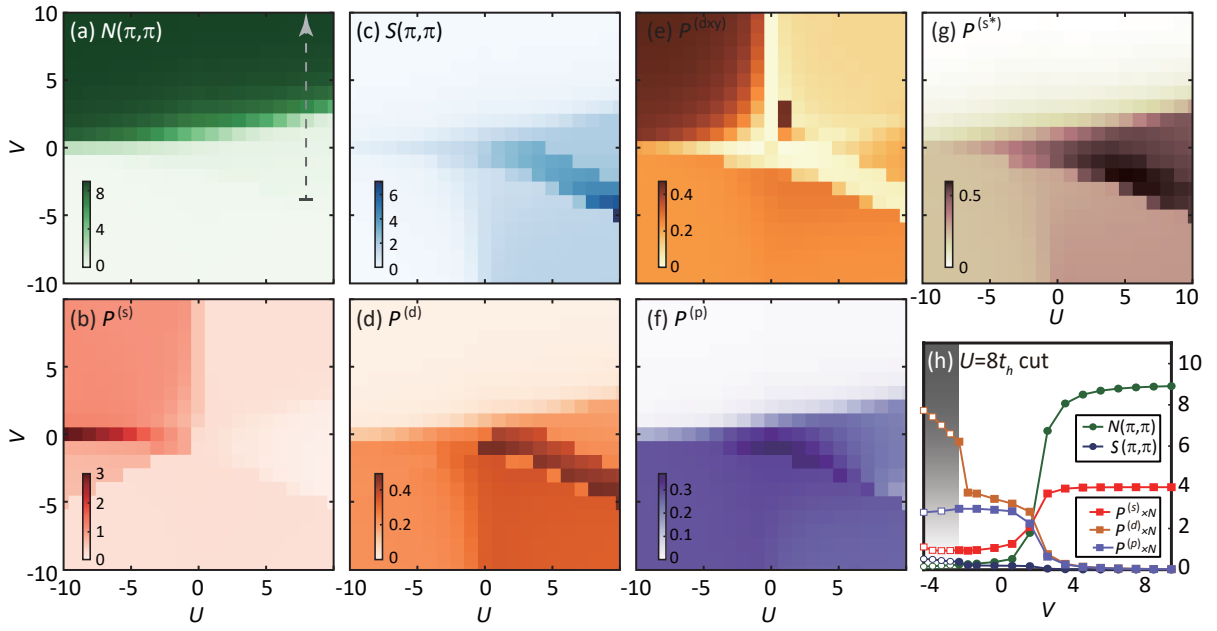 (a) N(π,π)
(c) S(π,π)
(e) P(dxy)
(g) P(s*)
10
5
0
-5
-10
V
8
4
0
6
4
2
0
0.4
0.2
0
0.5
0
-10 -5 0 5 10
U
(b) P(s)
(d) P(d)
(f) P(p)
(h) U=8th cut
5
0
-5
-10
V
3
2
1
0
0.4
0.2
0
0.3
0.2
0.1
0
-10 -5 0 5
U
-10 -5 0 5
U
-10 -5 0 5 10
U
10
8
6
4
2
0
N(π,π)
S(π,π)
P(s)×N
P(d)×N
P(p)×N
-4 0 4 8
V